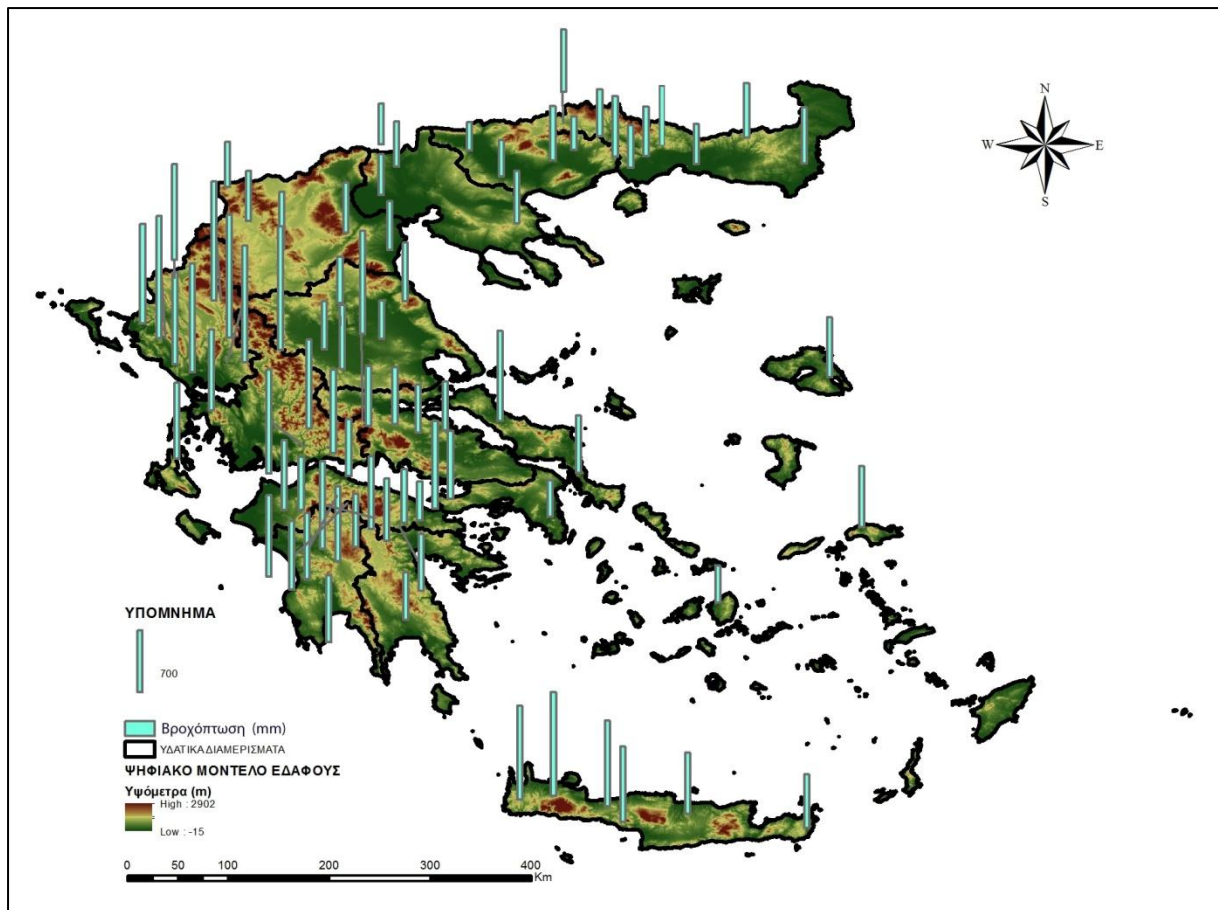 N
W E
S
ΥΠΟΜΝΗΜΑ
700
Βροχόπτωση (mm)
ΥΔΑΤΙΚΑ ΔΙΑΜΕΡΙΣΜΑΤΑ
ΨΗΦΙΑΚΟ ΜΟΝΤΕΛΟ ΕΔΑΦΟΥΣ
Υψόμετρα (m)
High : 2902
Low : -15
0 50 100 200 300 400
Km